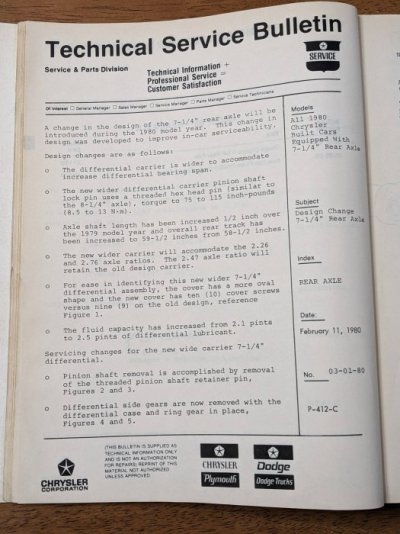 Technical Service Bulletin
Service & Parts Division
Technical Information +
Professional Service =
Customer Satisfaction
SERVICE
Of Interest □ General Manager □ Sales Manager □ Service Manager □ Parts Manager □ Service Technicians
A change in the design of the 7-1/4" rear axle will be
introduced during the 1980 model year. This change in
design was developed to improve in-car serviceability.
Design changes are as follows:
o The differential carrier is wider to accommodate
increase differential bearing span.
o The new wider differential carrier pinion shaft
lock pin uses a threaded hex head pin (similar to
the 8-1/4" axle), torque to 75 to 115 inch-pounds
(8.5 to 13 N·m).
o Axle shaft length has been increased 1/2 inch over
the 1979 model year and overall rear track has
been increased to 59-1/2 inches from 58-1/2 inches.
o The new wider carrier will accommodate the 2.26
and 2.76 axle ratios. The 2.47 axle ratio will
retain the old design carrier.
o For ease in identifying this new wider 7-1/4"
differential assembly, the cover has a more oval
shape and the new cover has ten (10) cover screws
versus nine (9) on the old design, reference
Figure 1.
o The fluid capacity has increased from 2.1 pints
to 2.5 pints of differential lubricant.
Servicing changes for the new wide carrier 7-1/4"
differential.
o Pinion shaft removal is accomplished by removal
of the threaded pinion shaft retainer pin,
Figures 2 and 3.
o Differential side gears are now removed with the
differential case and ring gear in place,
Figures 4 and 5.
Models
All 1980
Chrysler
Built Cars
Equipped With
7-1/4" Rear Axle
Subject
Design Change
7-1/4" Rear Axle
Index
REAR AXLE
Date:
February 11, 1980
No. 03-01-80
P-412-C
CHRYSLER
CORPORATION
(THIS BULLETIN IS SUPPLIED AS
TECHNICAL INFORMATION ONLY
AND IS NOT AN AUTHORIZATION
FOR REPAIR) REPRINT OF THIS
MATERIAL NOT AUTHORIZED
UNLESS APPROVED.
CHRYSLER
Plymouth
Dodge
Dodge Trucks